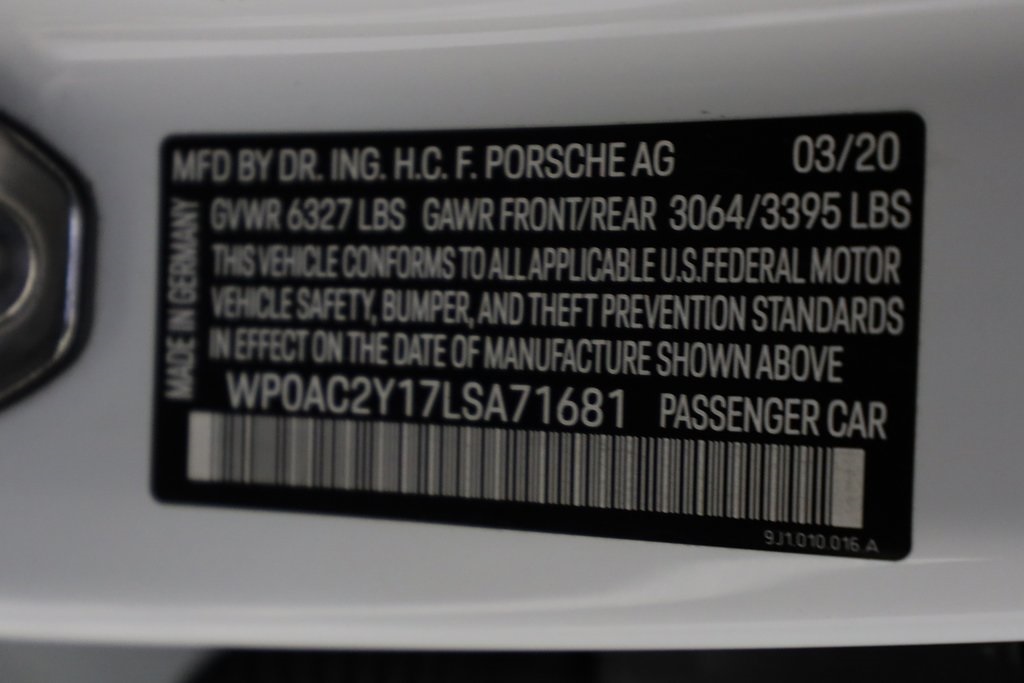 MFD BY DR. ING. H.C. F. PORSCHE AG 03/20
GVWR 6327 LBS GAWR FRONT/REAR 3064/3395 LBS
THIS VEHICLE CONFORMS TO ALL APPLICABLE U.S.FEDERAL MOTOR
VEHICLE SAFETY, BUMPER, AND THEFT PREVENTION STANDARDS
IN EFFECT ON THE DATE OF MANUFACTURE SHOWN ABOVE
WP0AC2Y17LSA71681 PASSENGER CAR
MADE IN GERMANY
9J1.010.016.A